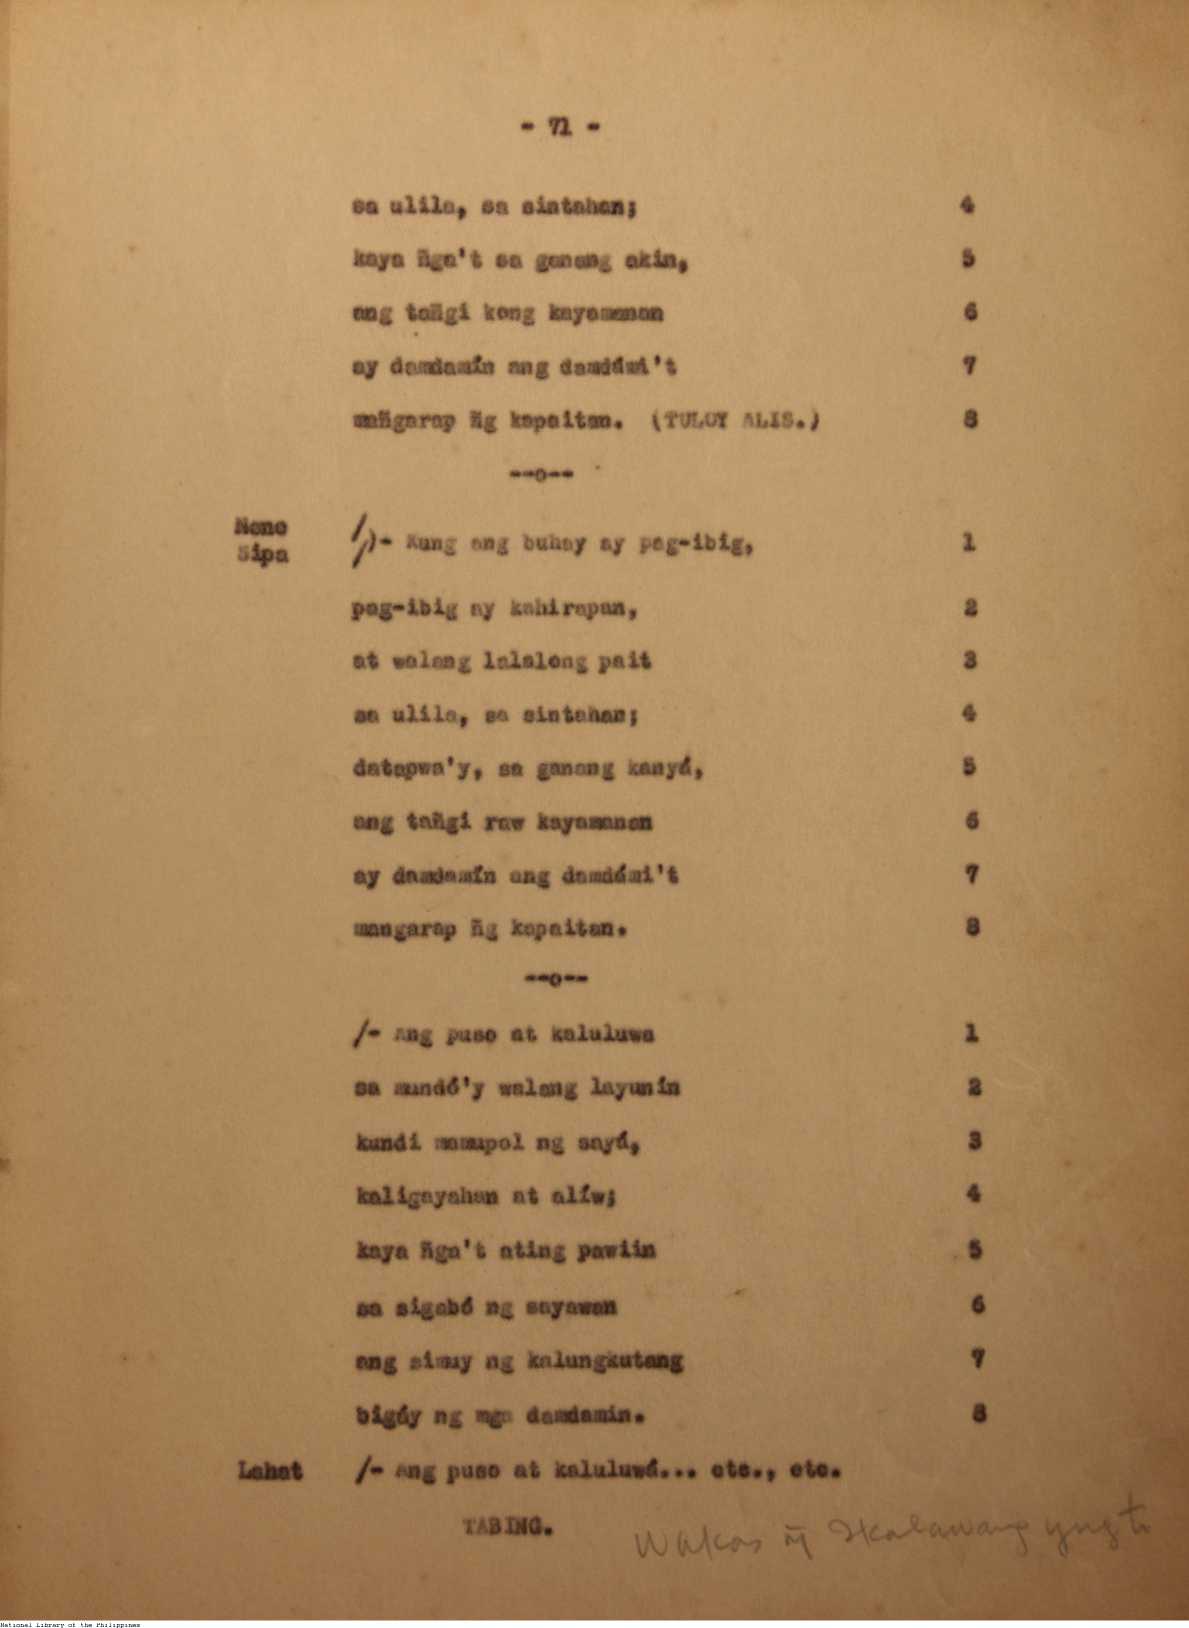 - 71 -
sa ulila, sa sintahan; 4
kaya ñga't sa ganang akin, 5
ang tañgi kong kayamanan 6
ay damdamín ang damdámi't 7
mañgarap ñg kapaitan. (TULOY ALIS.) 8
--o--
Nene
Sipa /,)- Kung ang buhay ay pag-ibig, 1
pag-ibig ay kahirapan, 2
at walang lalalong pait 3
sa ulila, sa sintahan; 4
datapwa'y, sa ganang kanyá, 5
ang tañgi raw kayamanan 6
ay damdamín ang damdámi't 7
mangarap ñg kapaitan. 8
--o--
/- Ang puso at kaluluwa 1
sa mundó'y walang layunín 2
kundi mamupol ng sayá, 3
kaligayahan at alíw; 4
kaya ñga't ating pawiin 5
sa sigabó ng sayawan 6
ang simuy ng kalungkutang 7
bigáy ng mga damdamin. 8
Lahat /- Ang puso at kaluluwá... etc., etc.
TABING.
Wakas ñ Ikalawang yugto
National Library of the Philippines